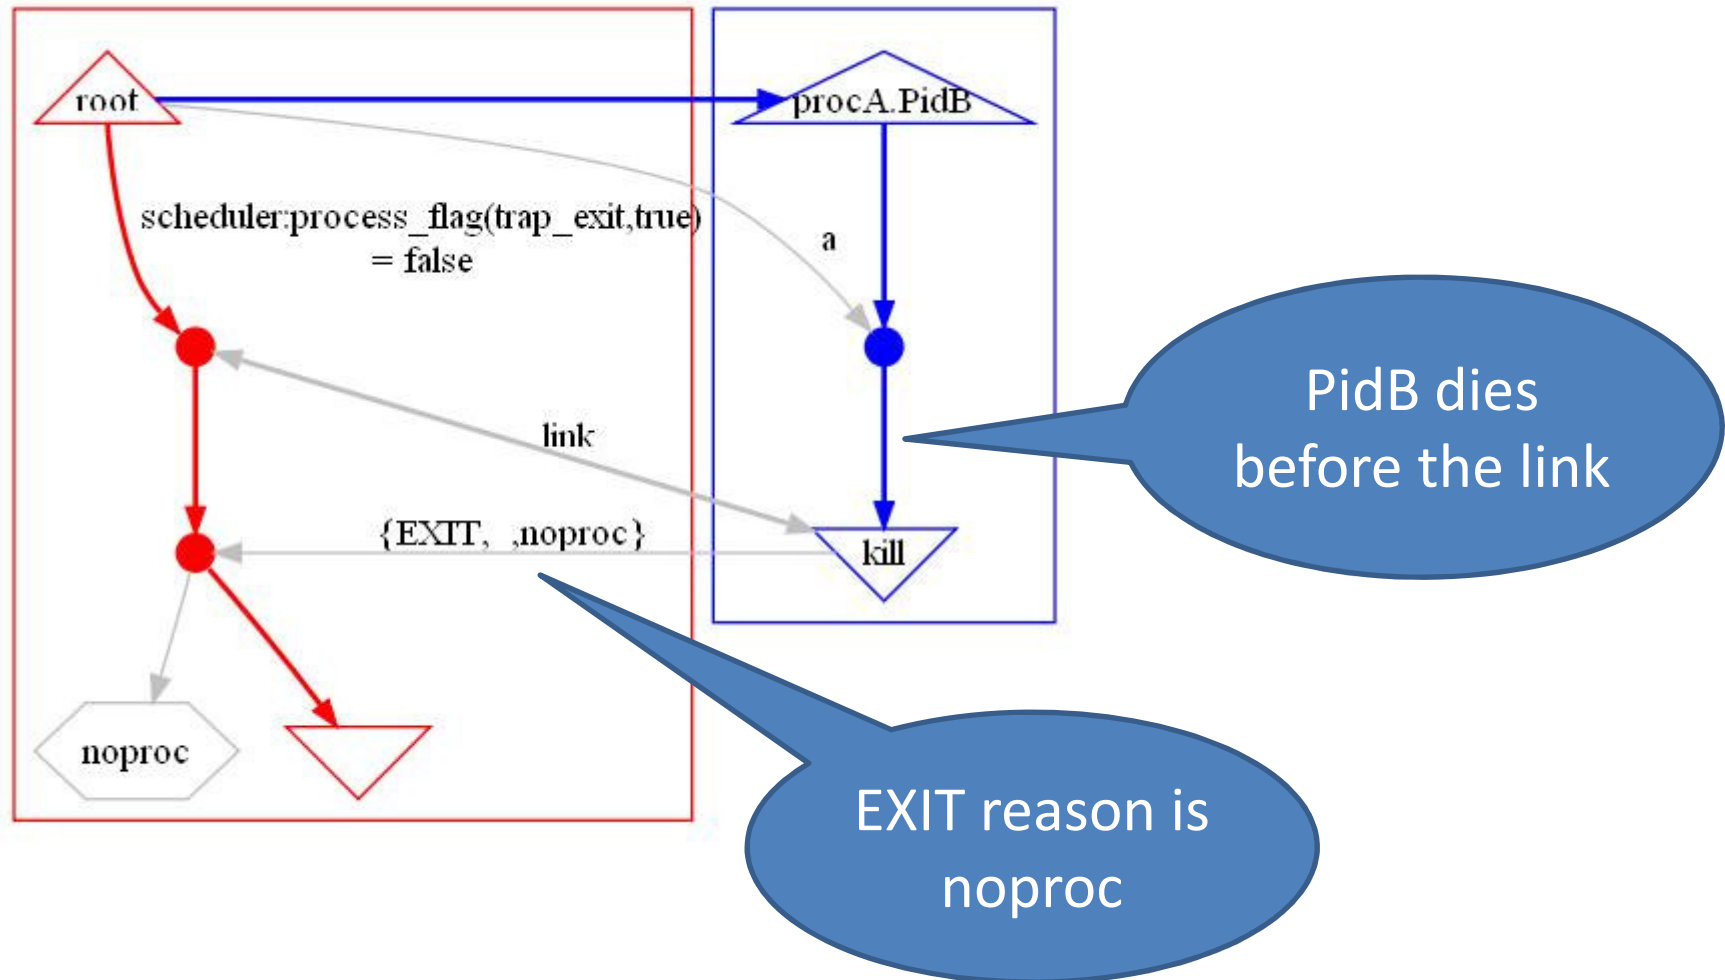 root
procA.PidB
scheduler:process_flag(trap_exit,true)
= false
a
link
{EXIT, ,noproc}
kill
noproc
PidB dies
before the link
EXIT reason is
noproc